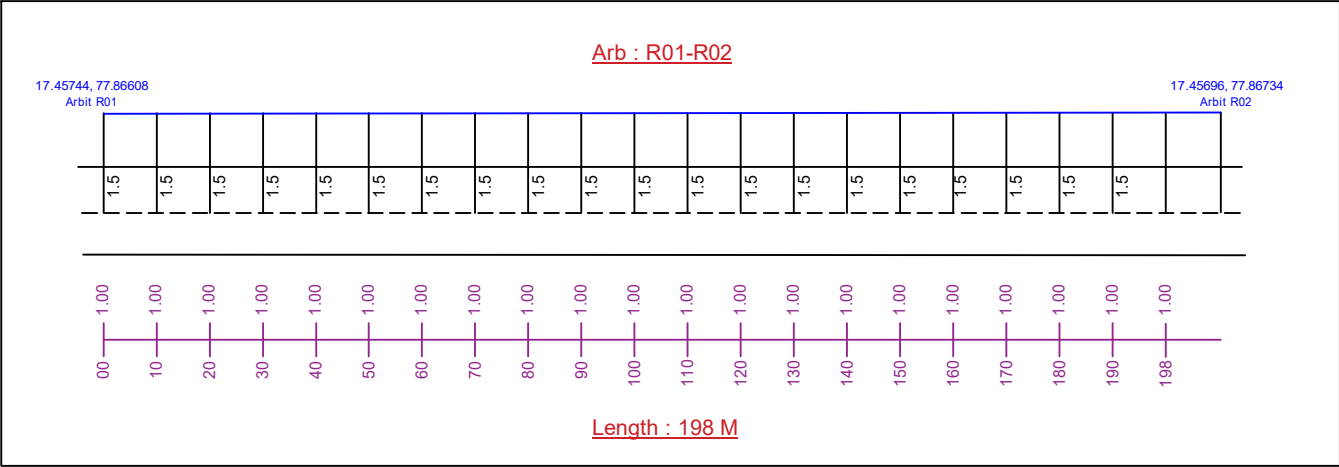 Arb : R01-R02
17.45744, 77.86608
Arbit R01
17.45696, 77.86734
Arbit R02
1.5 1.5 1.5 1.5 1.5 1.5 1.5 1.5 1.5 1.5 1.5 1.5 1.5 1.5 1.5 1.5 1.5 1.5 1.5 1.5
1.00 1.00 1.00 1.00 1.00 1.00 1.00 1.00 1.00 1.00 1.00 1.00 1.00 1.00 1.00 1.00 1.00 1.00 1.00 1.00 1.00
00 10 20 30 40 50 60 70 80 90 100 110 120 130 140 150 160 170 180 190 198
Length : 198 M